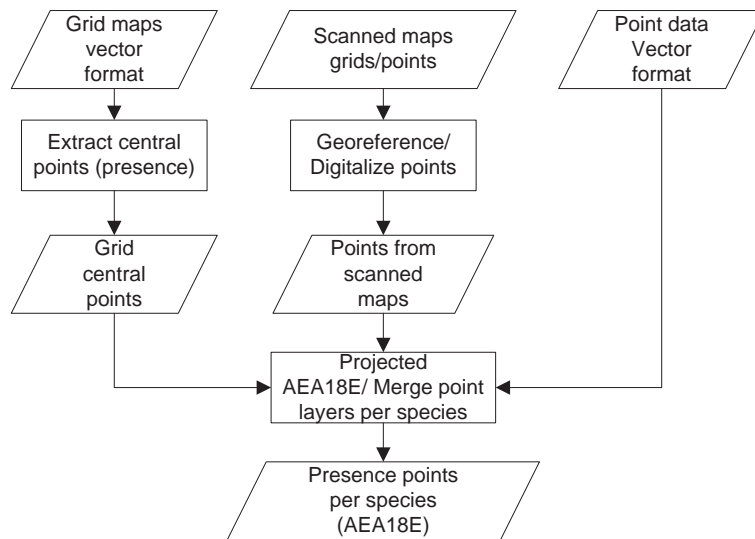 Grid maps
vector
format
Scanned maps
grids/points
Point data
Vector
format
Extract central
points (presence)
Georeference/
Digitalize points
Grid
central
points
Points from
scanned
maps
Projected
AEA18E/ Merge point
layers per species
Presence points
per species
(AEA18E)